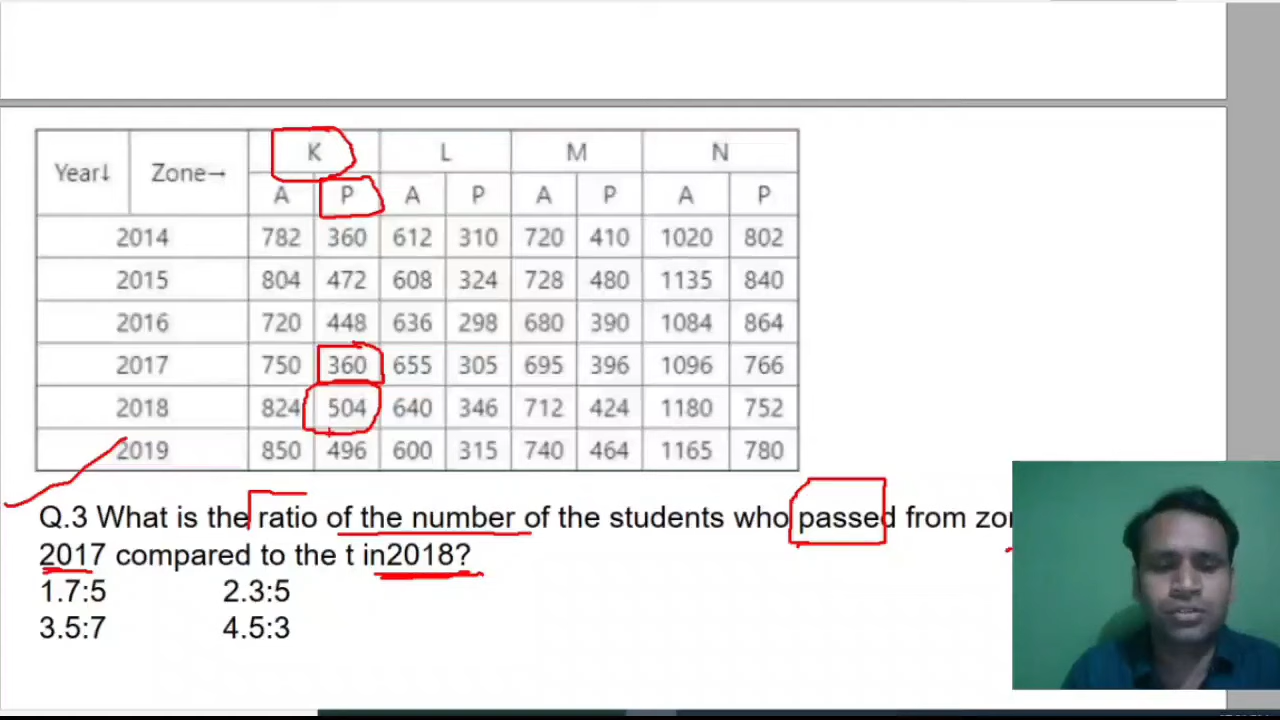 Year↓ Zone→ K L M N
A P A P A P A P
2014 782 360 612 310 720 410 1020 802
2015 804 472 608 324 728 480 1135 840
2016 720 448 636 298 680 390 1084 864
2017 750 360 655 305 695 396 1096 766
2018 824 504 640 346 712 424 1180 752
2019 850 496 600 315 740 464 1165 780
Q.3 What is the ratio of the number of the students who passed from
2017 compared to the t in2018?
1.7:5 2.3:5
3.5:7 4.5:3